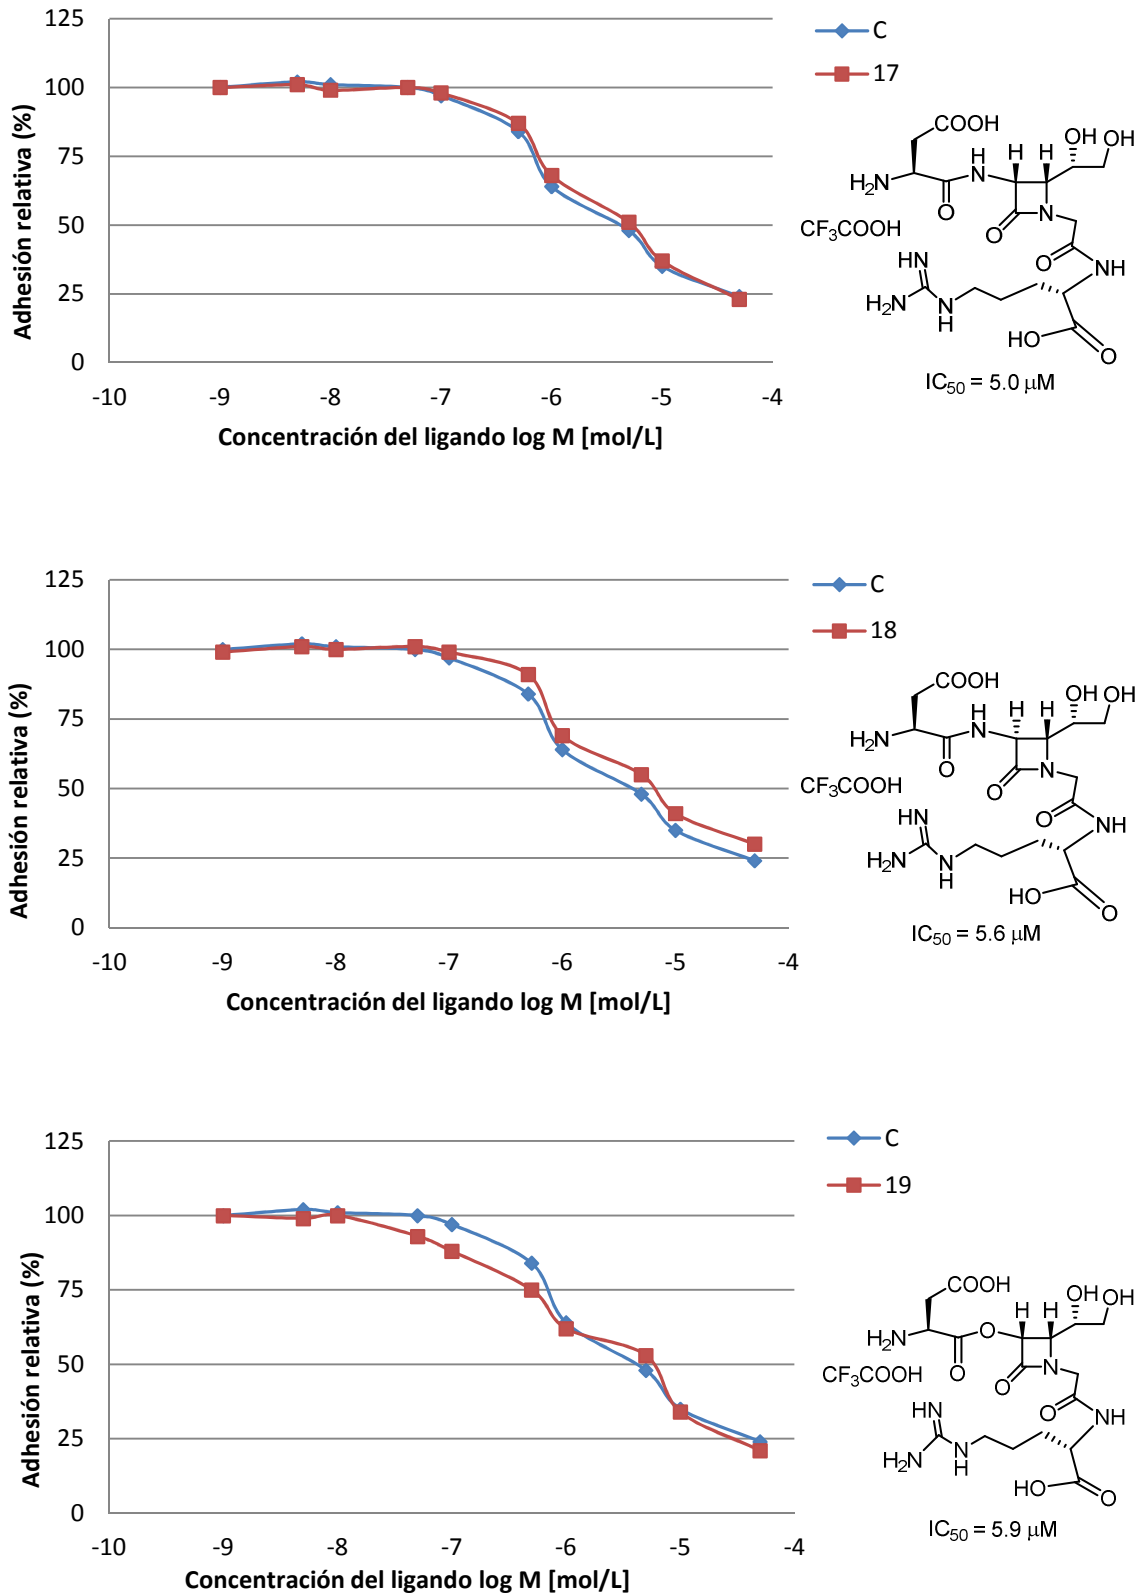 125
100
75
50
25
0
Adhesión relativa (%)
-10 -9 -8 -7 -6 -5 -4
Concentración del ligando log M [mol/L]
C
17
COOH
H₂N
O
H
N
H H
OH OH
O
N
CF₃COOH
O
NH
NH
H₂N
N
H
HO
O
IC₅₀ = 5.0 μM
125
100
75
50
25
0
Adhesión relativa (%)
-10 -9 -8 -7 -6 -5 -4
Concentración del ligando log M [mol/L]
C
18
COOH
H₂N
O
H
N
H H
OH OH
O
N
CF₃COOH
O
NH
NH
H₂N
N
H
HO
O
IC₅₀ = 5.6 μM
125
100
75
50
25
0
Adhesión relativa (%)
-10 -9 -8 -7 -6 -5 -4
Concentración del ligando log M [mol/L]
C
19
COOH
H₂N
O
O
H H
OH OH
O
N
CF₃COOH
O
NH
NH
H₂N
N
H
HO
O
IC₅₀ = 5.9 μM